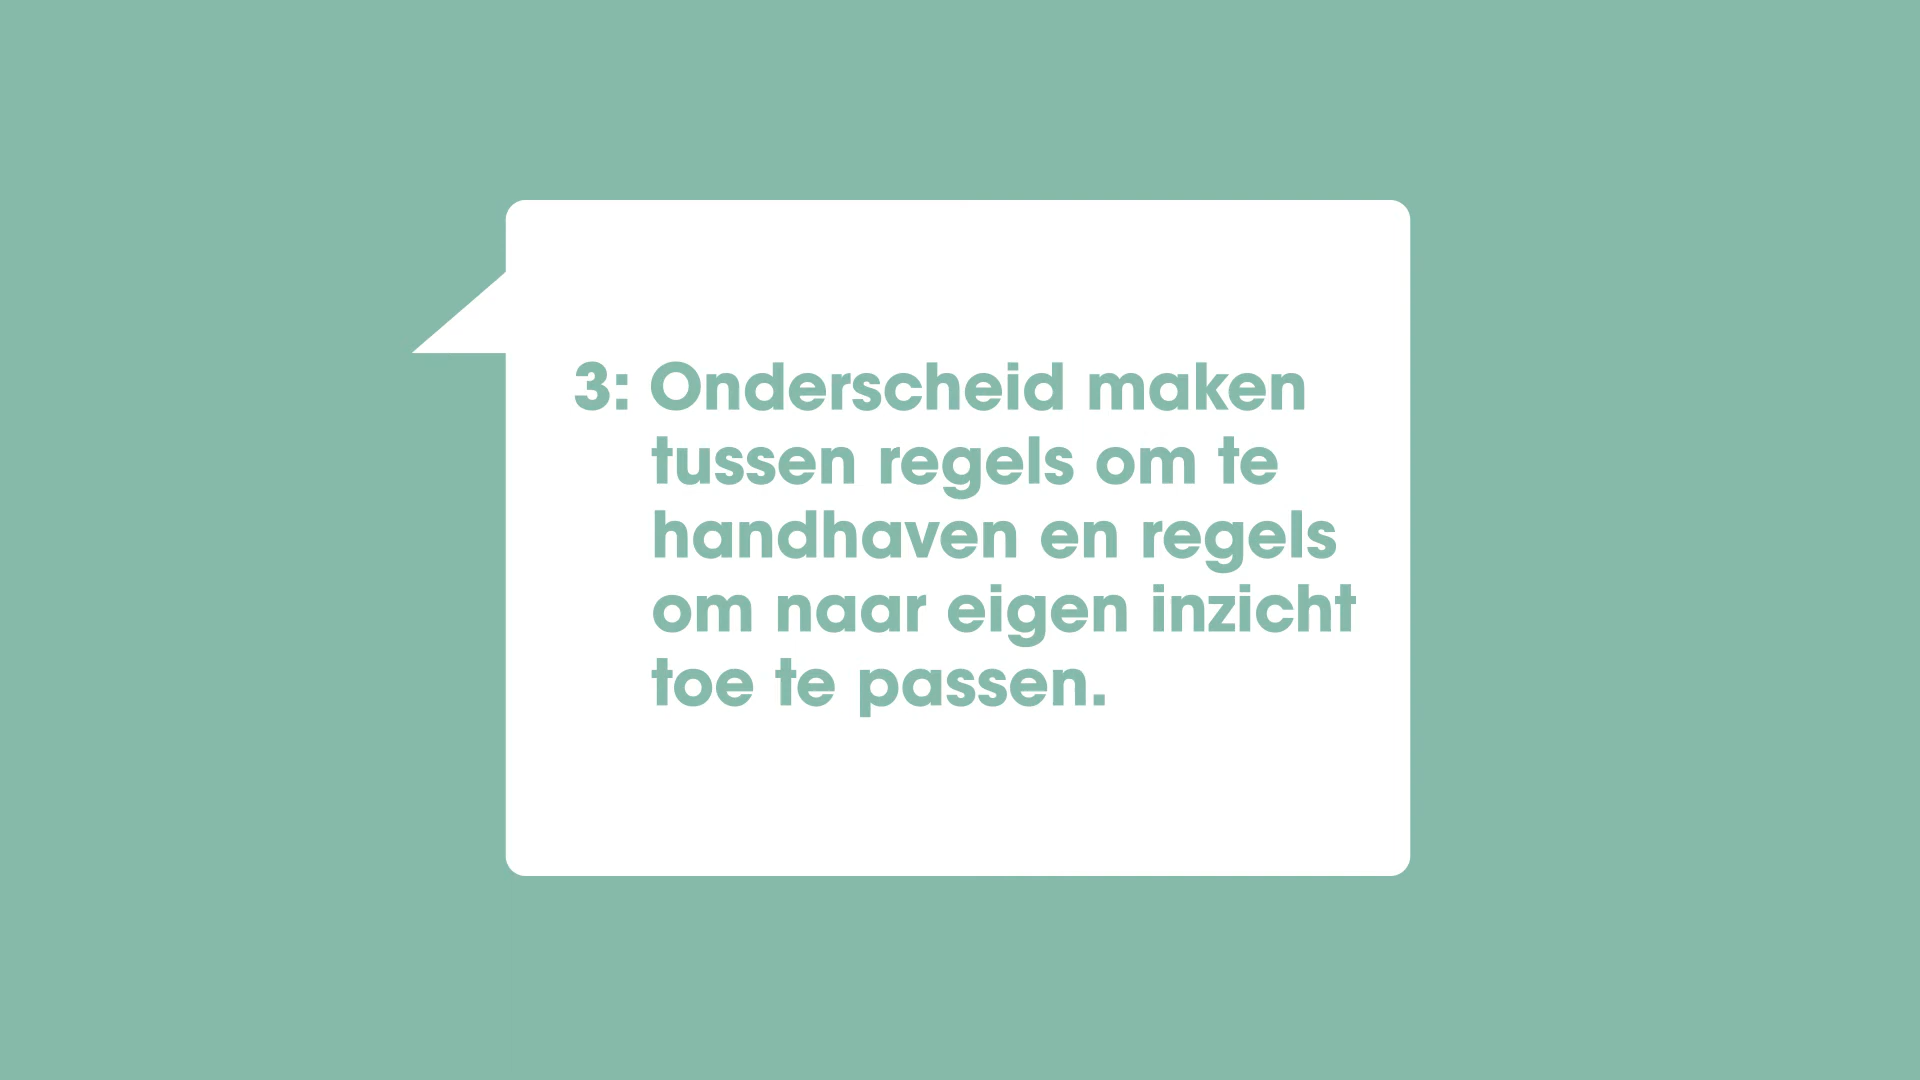 3: Onderscheid maken
tussen regels om te
handhaven en regels
om naar eigen inzicht
toe te passen.